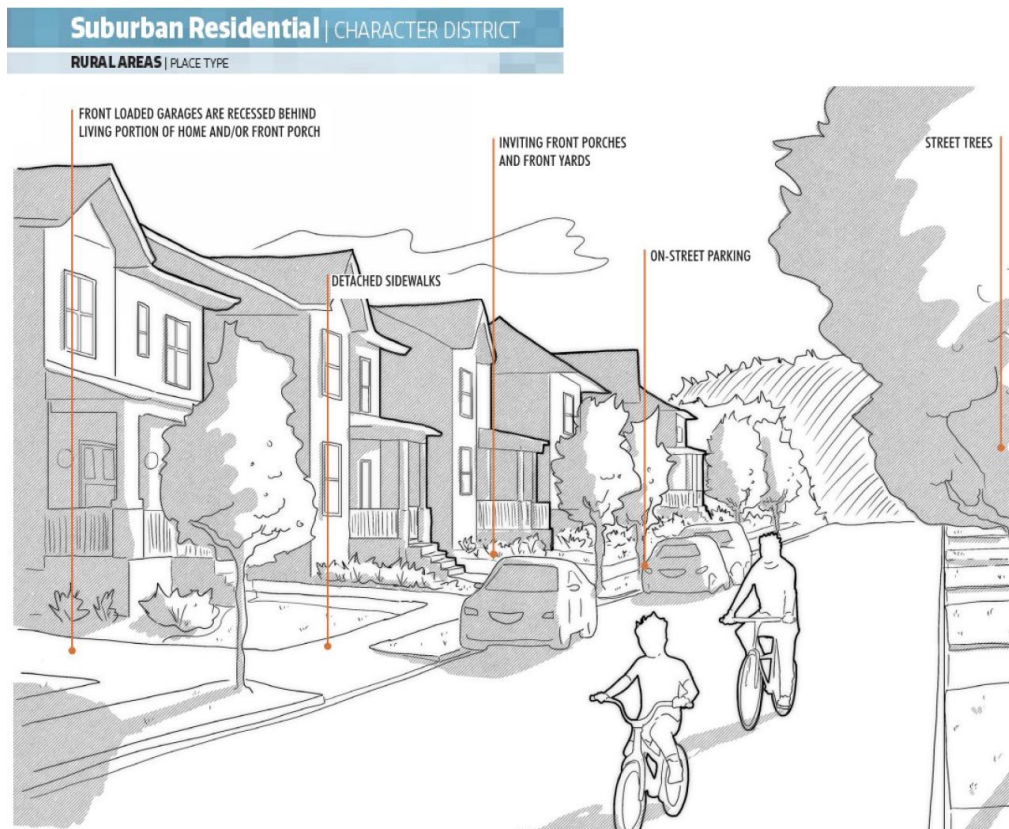 Suburban Residential | CHARACTER DISTRICT
RURAL AREAS | PLACE TYPE
FRONT LOADED GARAGES ARE RECESSED BEHIND
LIVING PORTION OF HOME AND/OR FRONT PORCH
INVITING FRONT PORCHES
AND FRONT YARDS
STREET TREES
ON-STREET PARKING
DETACHED SIDEWALKS